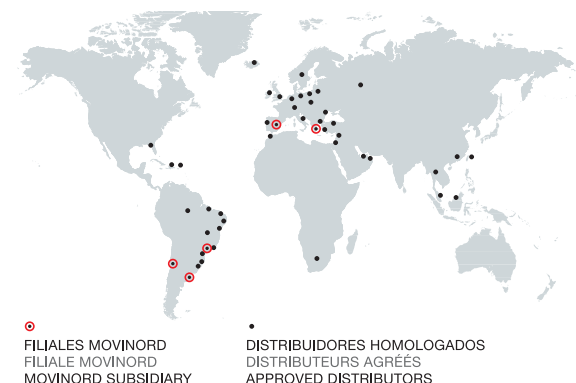 FILIALES MOVINORD
FILIALE MOVINORD
MOVINORD SUBSIDIARY
DISTRIBUIDORES HOMOLOGADOS
DISTRIBUTEURS AGRÉÉS
APPROVED DISTRIBUTORS